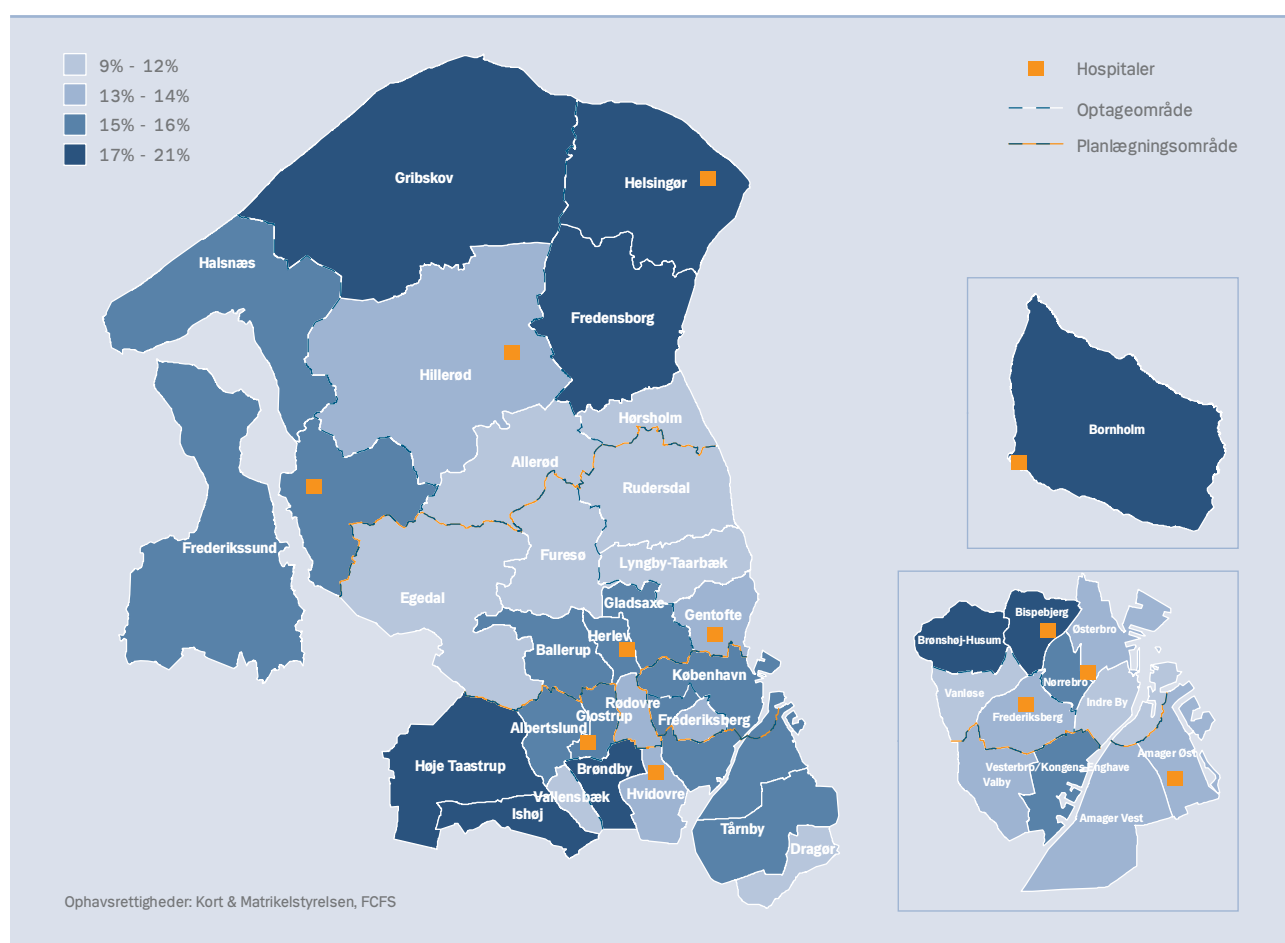 9% - 12%
13% - 14%
15% - 16%
17% - 21%
Hospitaler
Optageområde
Planlægningsområde
Gribskov
Helsingør
Halsnæs
Fredensborg
Hillerød
Hørsholm
Allerød
Rudersdal
Frederikssund
Furesø
Lyngby-Taarbæk
Egedal
Gladsaxe
Gentofte
Herlev
Ballerup
København
Rødovre
Glostrup
Frederiksberg
Albertslund
Høje Taastrup
Brøndby
Vallensbæk
Hvidovre
Ishøj
Tårnby
Dragør
Bornholm
Bispebjerg
Østerbro
Brønshøj-Husum
Nørrebro
Vanløse
Indre By
Frederiksberg
Amager Øst
Vesterbro/Kongens Enghave
Valby
Amager Vest
Ophavsrettigheder: Kort & Matrikelstyrelsen, FCFS